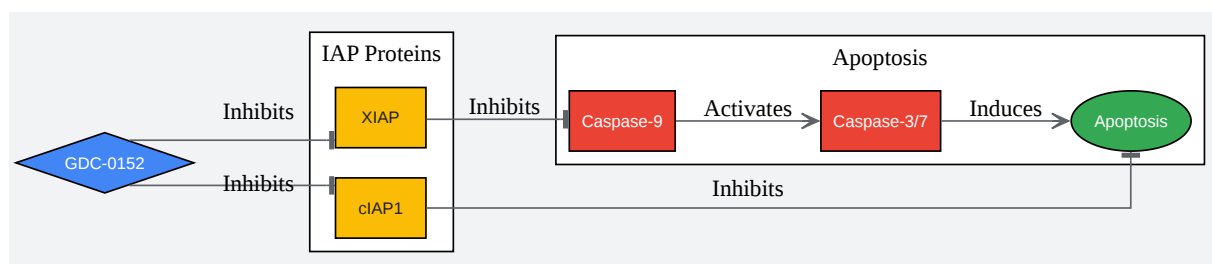 IAP Proteins
Apoptosis
Inhibits
XIAP
Inhibits
Caspase-9
Activates
Caspase-3/7
Induces
Apoptosis
GDC-0152
Inhibits
cIAP1
Inhibits